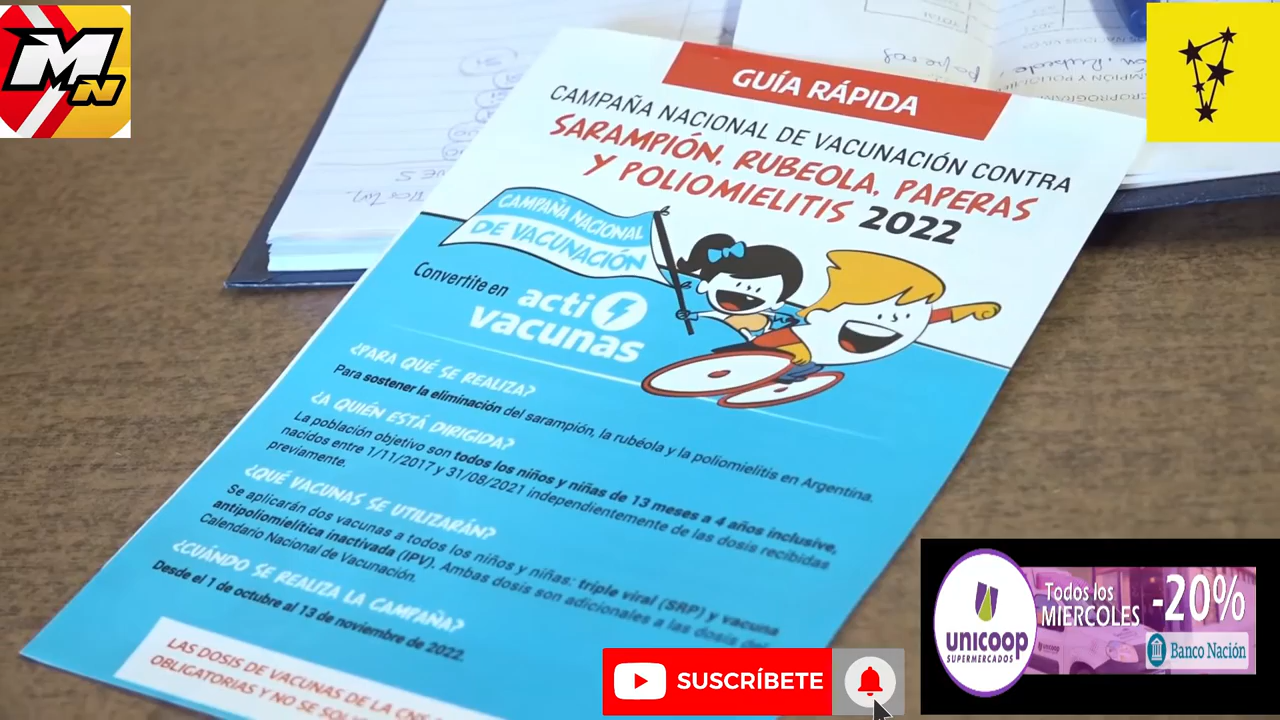 MN
GUÍA RÁPIDA
CAMPAÑA NACIONAL DE VACUNACIÓN CONTRA
SARAMPIÓN, RUBEOLA, PAPERAS
Y POLIOMIELITIS 2022
CAMPAÑA NACIONAL
DE VACUNACIÓN
Convertite en
acti
vacunas
¿PARA QUÉ SE REALIZA?
Para sostener la eliminación del sarampión, la rubéola y la poliomielitis en Argentina.
¿A QUIÉN ESTÁ DIRIGIDA?
La población objetivo son todos los niños y niñas de 13 meses a 4 años inclusive,
nacidos entre 1/11/2017 y 31/08/2021 independientemente de las dosis recibidas
previamente.
¿QUÉ VACUNAS SE UTILIZARÁN?
Se aplicarán dos vacunas a todos los niños y niñas: triple viral (SRP) y vacuna
antipoliomielítica inactivada (IPV). Ambas dosis son adicionales a las dosis del
Calendario Nacional de Vacunación.
¿CUÁNDO SE REALIZA LA CAMPAÑA?
Desde el 1 de octubre al 13 de noviembre de 2022.
LAS DOSIS DE VACUNAS DE LA
OBLIGATORIAS Y NO SE
SUSCRÍBETE
unicoop
SUPERMERCADOS
Todos los
MIERCOLES
-20%
Banco Nación